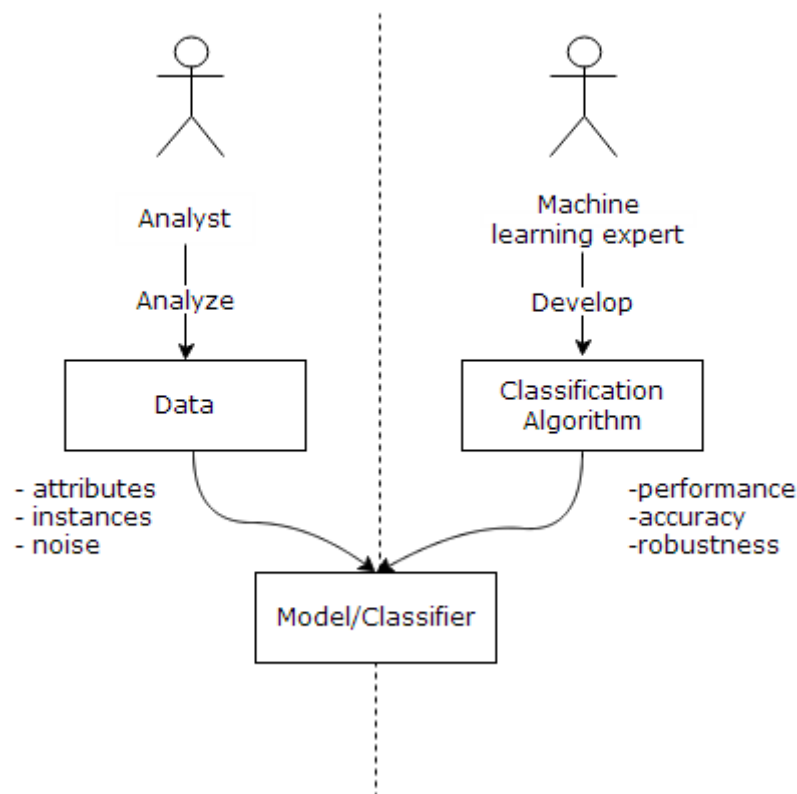 Analyst
Analyze
Data
- attributes
- instances
- noise
Machine
learning expert
Develop
Classification
Algorithm
-performance
-accuracy
-robustness
Model/Classifier